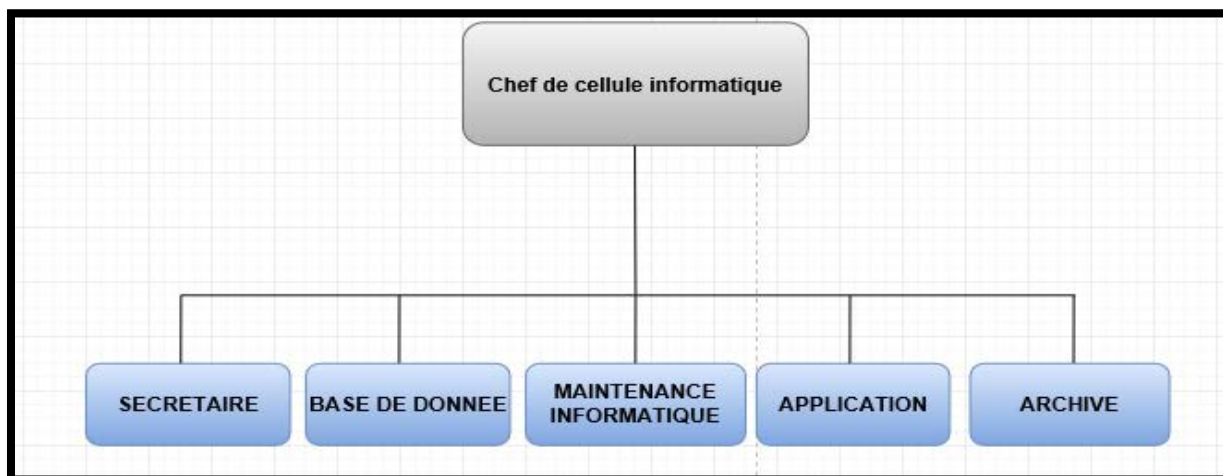 Chef de cellule informatique
SECRETAIRE
BASE DE DONNEE
MAINTENANCE
INFORMATIQUE
APPLICATION
ARCHIVE